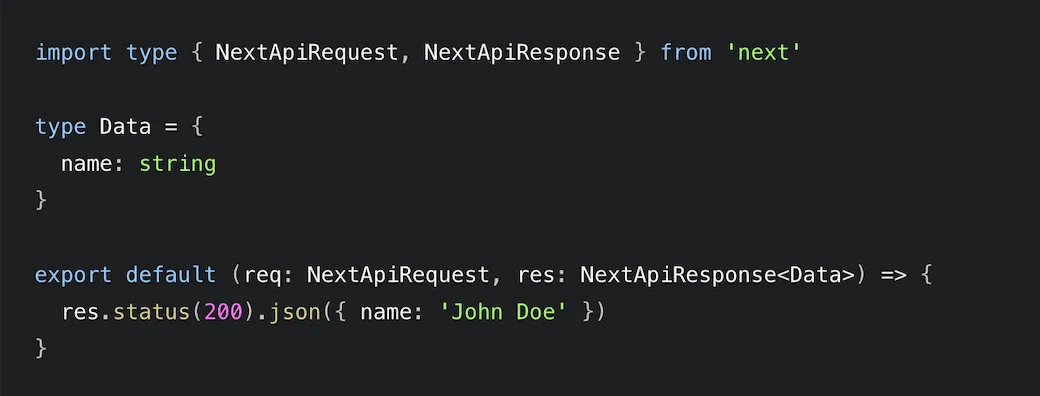 import type { NextApiRequest, NextApiResponse } from 'next'
type Data = {
  name: string
}
export default (req: NextApiRequest, res: NextApiResponse<Data>) => {
  res.status(200).json({ name: 'John Doe' })
}